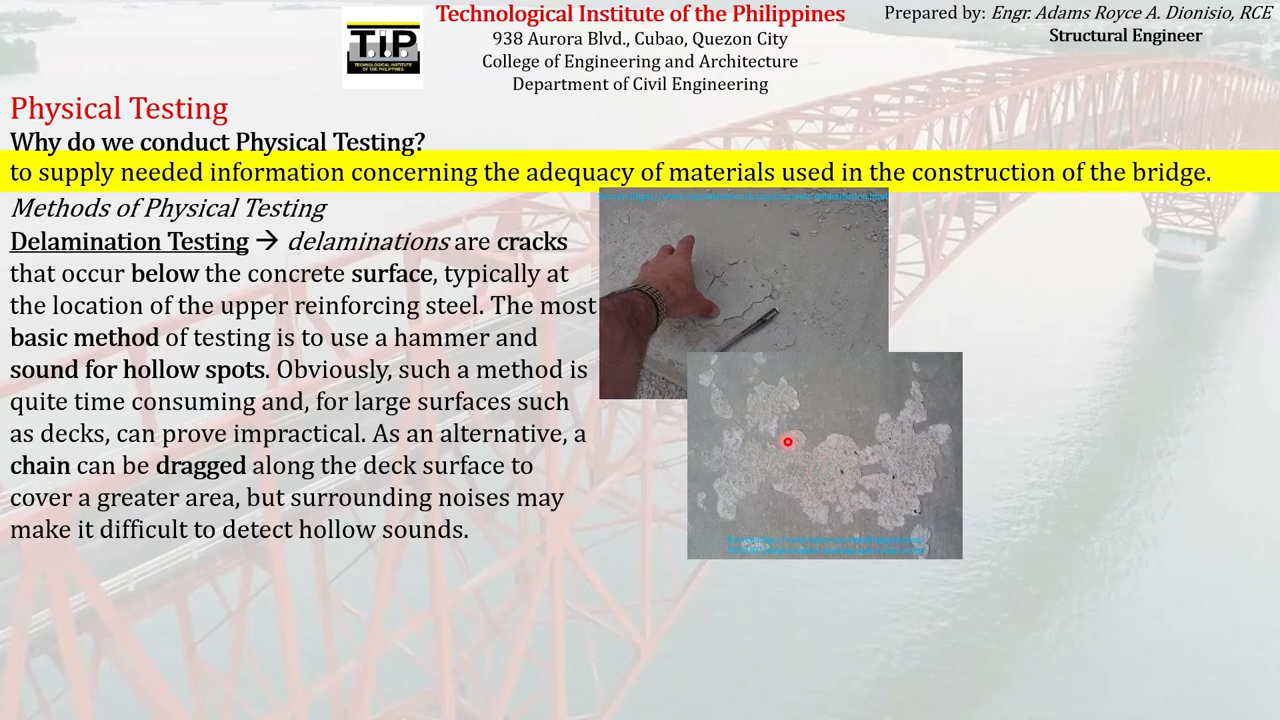 Technological Institute of the Philippines
938 Aurora Blvd., Cubao, Quezon City
College of Engineering and Architecture
Department of Civil Engineering
Prepared by: Engr. Adams Royce A. Dionisio, RCE
Structural Engineer
TiP
TECHNOLOGICAL INSTITUTE
OF THE PHILIPPINES
Physical Testing
Why do we conduct Physical Testing?
to supply needed information concerning the adequacy of materials used in the construction of the bridge.
Methods of Physical Testing
Delamination Testing → delaminations are cracks
that occur below the concrete surface, typically at
the location of the upper reinforcing steel. The most
basic method of testing is to use a hammer and
sound for hollow spots. Obviously, such a method is
quite time consuming and, for large surfaces such
as decks, can prove impractical. As an alternative, a
chain can be dragged along the deck surface to
cover a greater area, but surrounding noises may
make it difficult to detect hollow sounds.